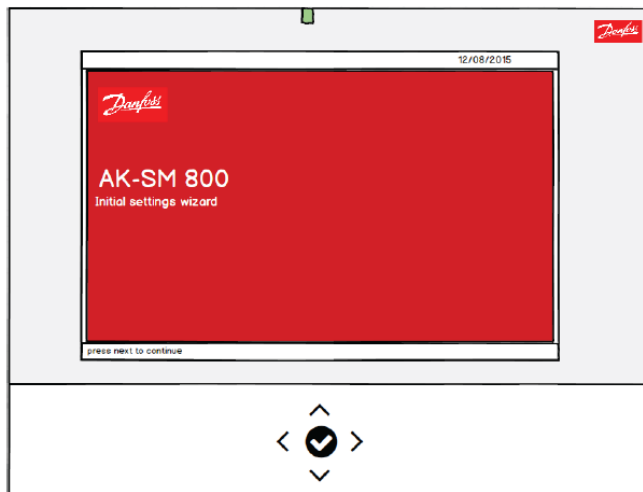 Danfoss
12/08/2015
Danfoss
AK-SM 800
Initial settings wizard
press next to continue